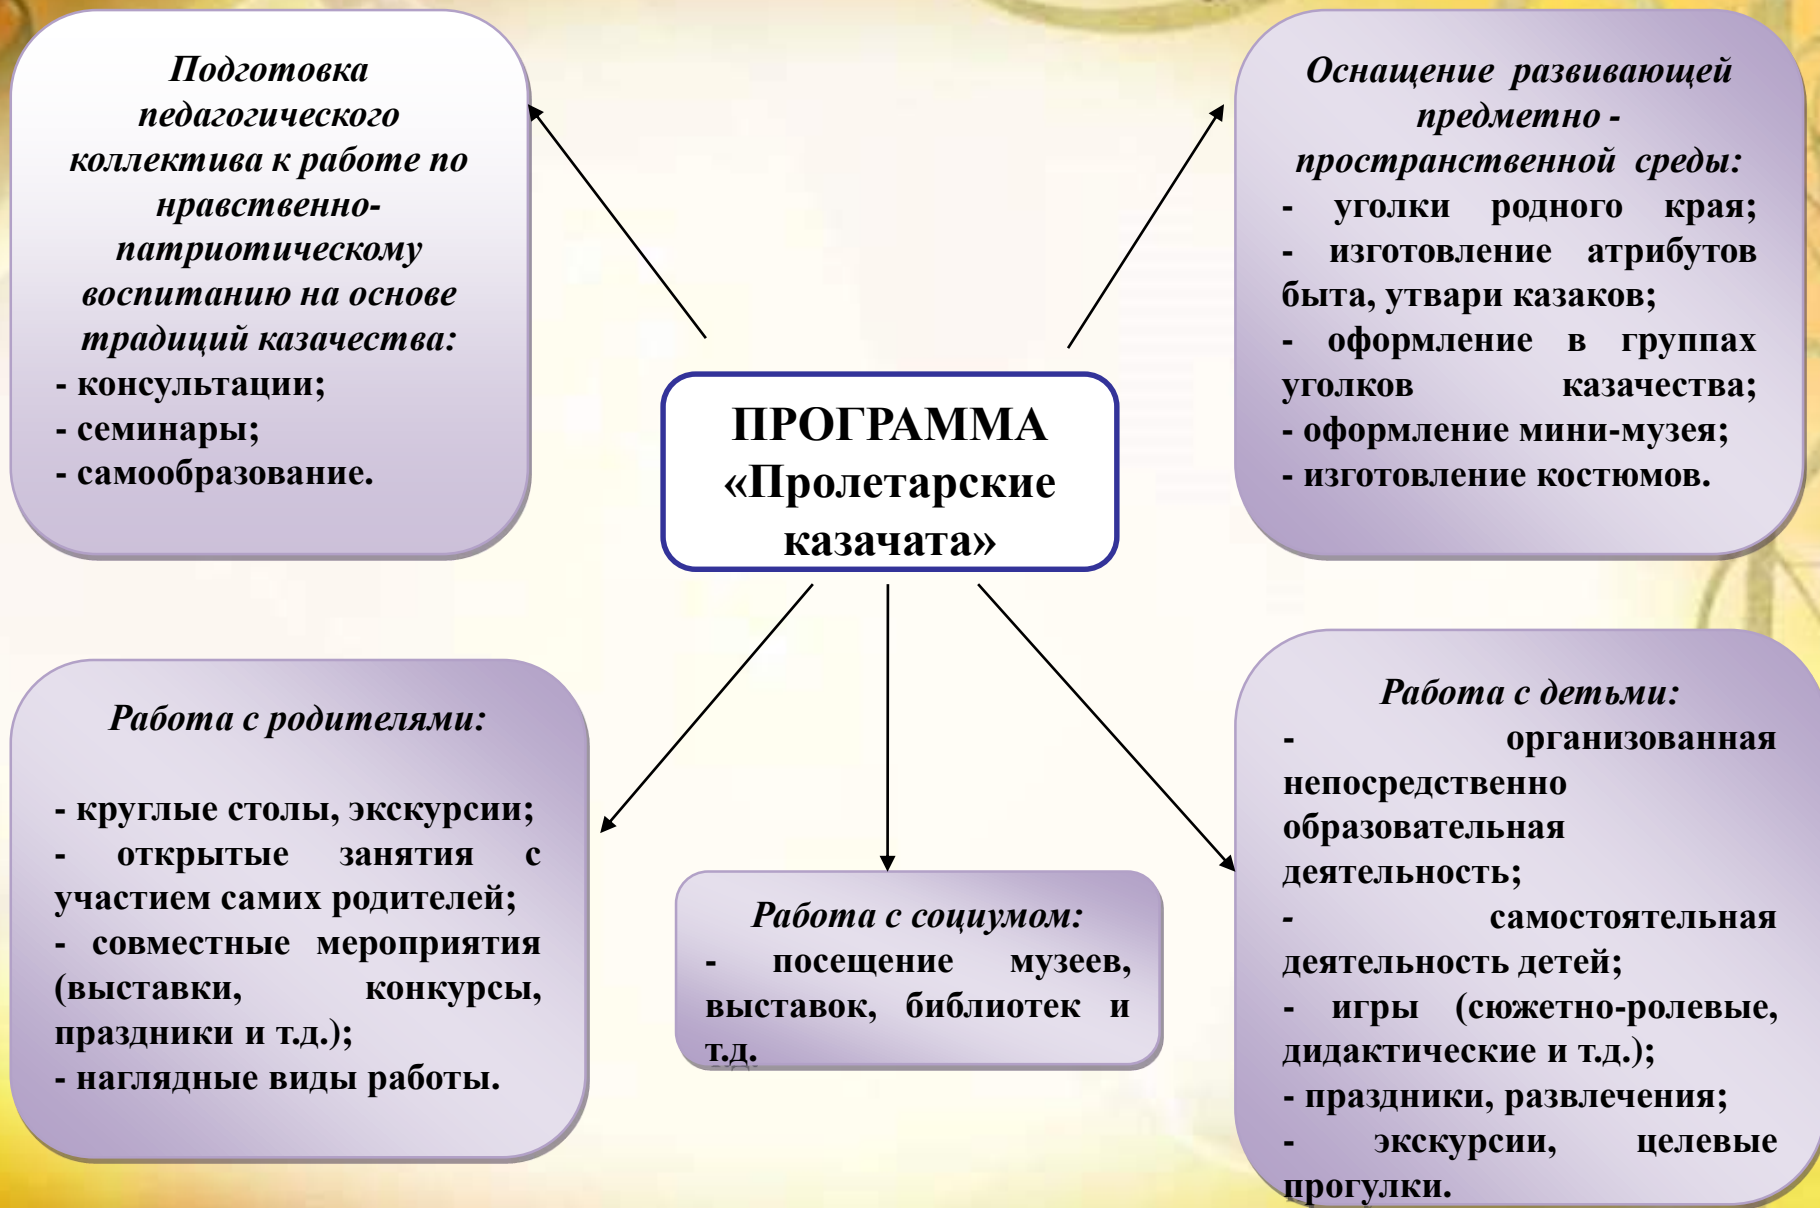 Подготовка
педагогического
коллектива к работе по
нравственно-
патриотическому
воспитанию на основе
традиций казачества:
- консультации;
- семинары;
- самообразование.
Оснащение развивающей
предметно -
пространственной среды:
- уголки родного края;
- изготовление атрибутов
быта, утвари казаков;
- оформление в группах
уголков казачества;
- оформление мини-музея;
- изготовление костюмов.
ПРОГРАММА
«Пролетарские
казачата»
Работа с родителями:
- круглые столы, экскурсии;
- открытые занятия с
участием самих родителей;
- совместные мероприятия
(выставки, конкурсы,
праздники и т.д.);
- наглядные виды работы.
Работа с социумом:
- посещение музеев,
выставок, библиотек и
т.д.
Работа с детьми:
- организованная
непосредственно
образовательная
деятельность;
- самостоятельная
деятельность детей;
- игры (сюжетно-ролевые,
дидактические и т.д.);
- праздники, развлечения;
- экскурсии, целевые
прогулки.